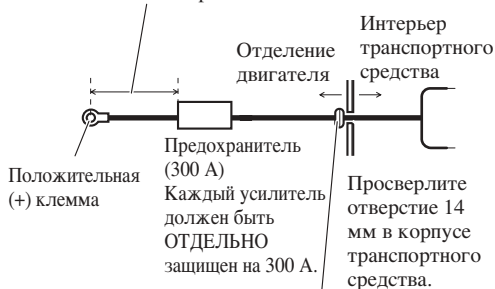 Интерьер
транспортного
средства
Отделение
двигателя
Положительная
(+) клемма
Предохранитель
(300 А)
Каждый усилитель
должен быть
ОТДЕЛЬНО
защищен на 300 А.
Просверлите
отверстие 14
мм в корпусе
транспортного
средства.